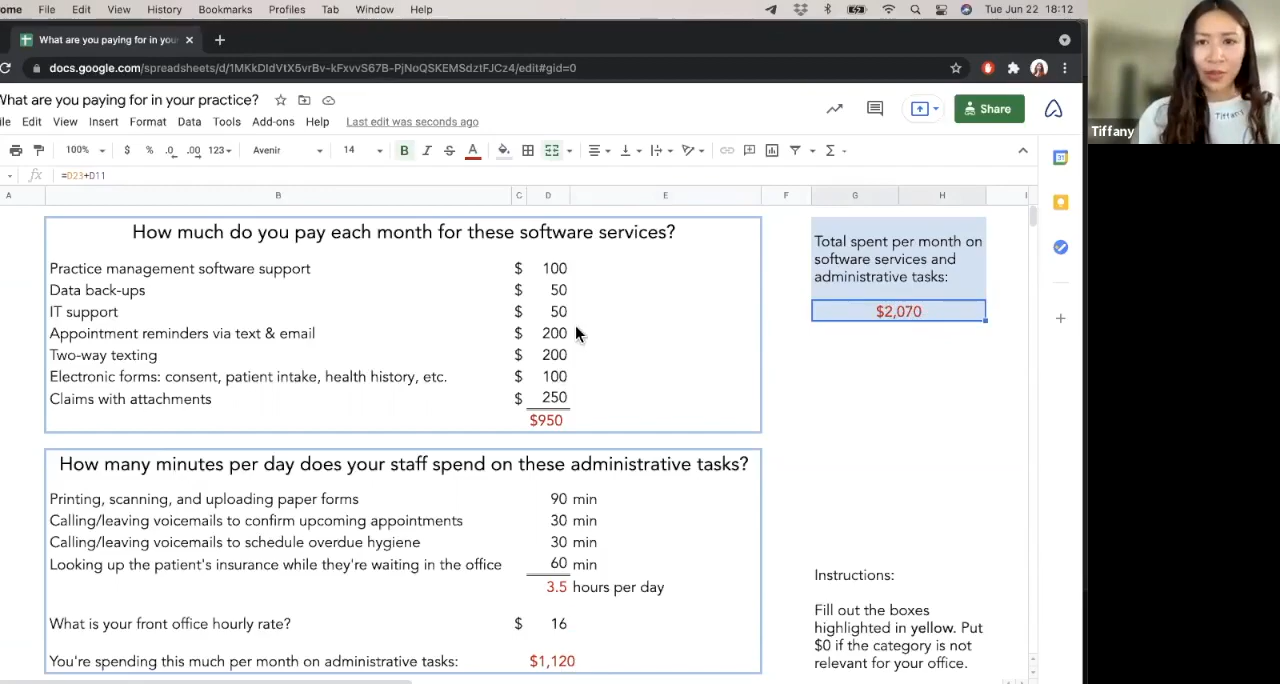 ome File Edit View History Bookmarks Profiles Tab Window Help Tue Jun 22 18:12
What are you paying for in you
docs.google.com/spreadsheets/d/1MKkDIdVtX5vrBv-kFxvvS67B-PjNoQSKEMSdztFJCz4/edit#gid=0
What are you paying for in your practice?
Share
ile Edit View Insert Format Data Tools Add-ons Help Last edit was seconds ago
100% $ % .0 .00 123 Avenir 14 B I S A
Tiffany
Tiffany
fx =D23+D11
A B C D E F G H I
How much do you pay each month for these software services?
Practice management software support $ 100
Data back-ups $ 50
IT support $ 50
Appointment reminders via text & email $ 200
Two-way texting $ 200
Electronic forms: consent, patient intake, health history, etc. $ 100
Claims with attachments $ 250
$950
Total spent per month on
software services and
administrative tasks:
$2,070
How many minutes per day does your staff spend on these administrative tasks?
Printing, scanning, and uploading paper forms 90 min
Calling/leaving voicemails to confirm upcoming appointments 30 min
Calling/leaving voicemails to schedule overdue hygiene 30 min
Looking up the patient's insurance while they're waiting in the office 60 min
3.5 hours per day
What is your front office hourly rate? $ 16
You're spending this much per month on administrative tasks: $1,120
Instructions:
Fill out the boxes
highlighted in yellow. Put
$0 if the category is not
relevant for your office.